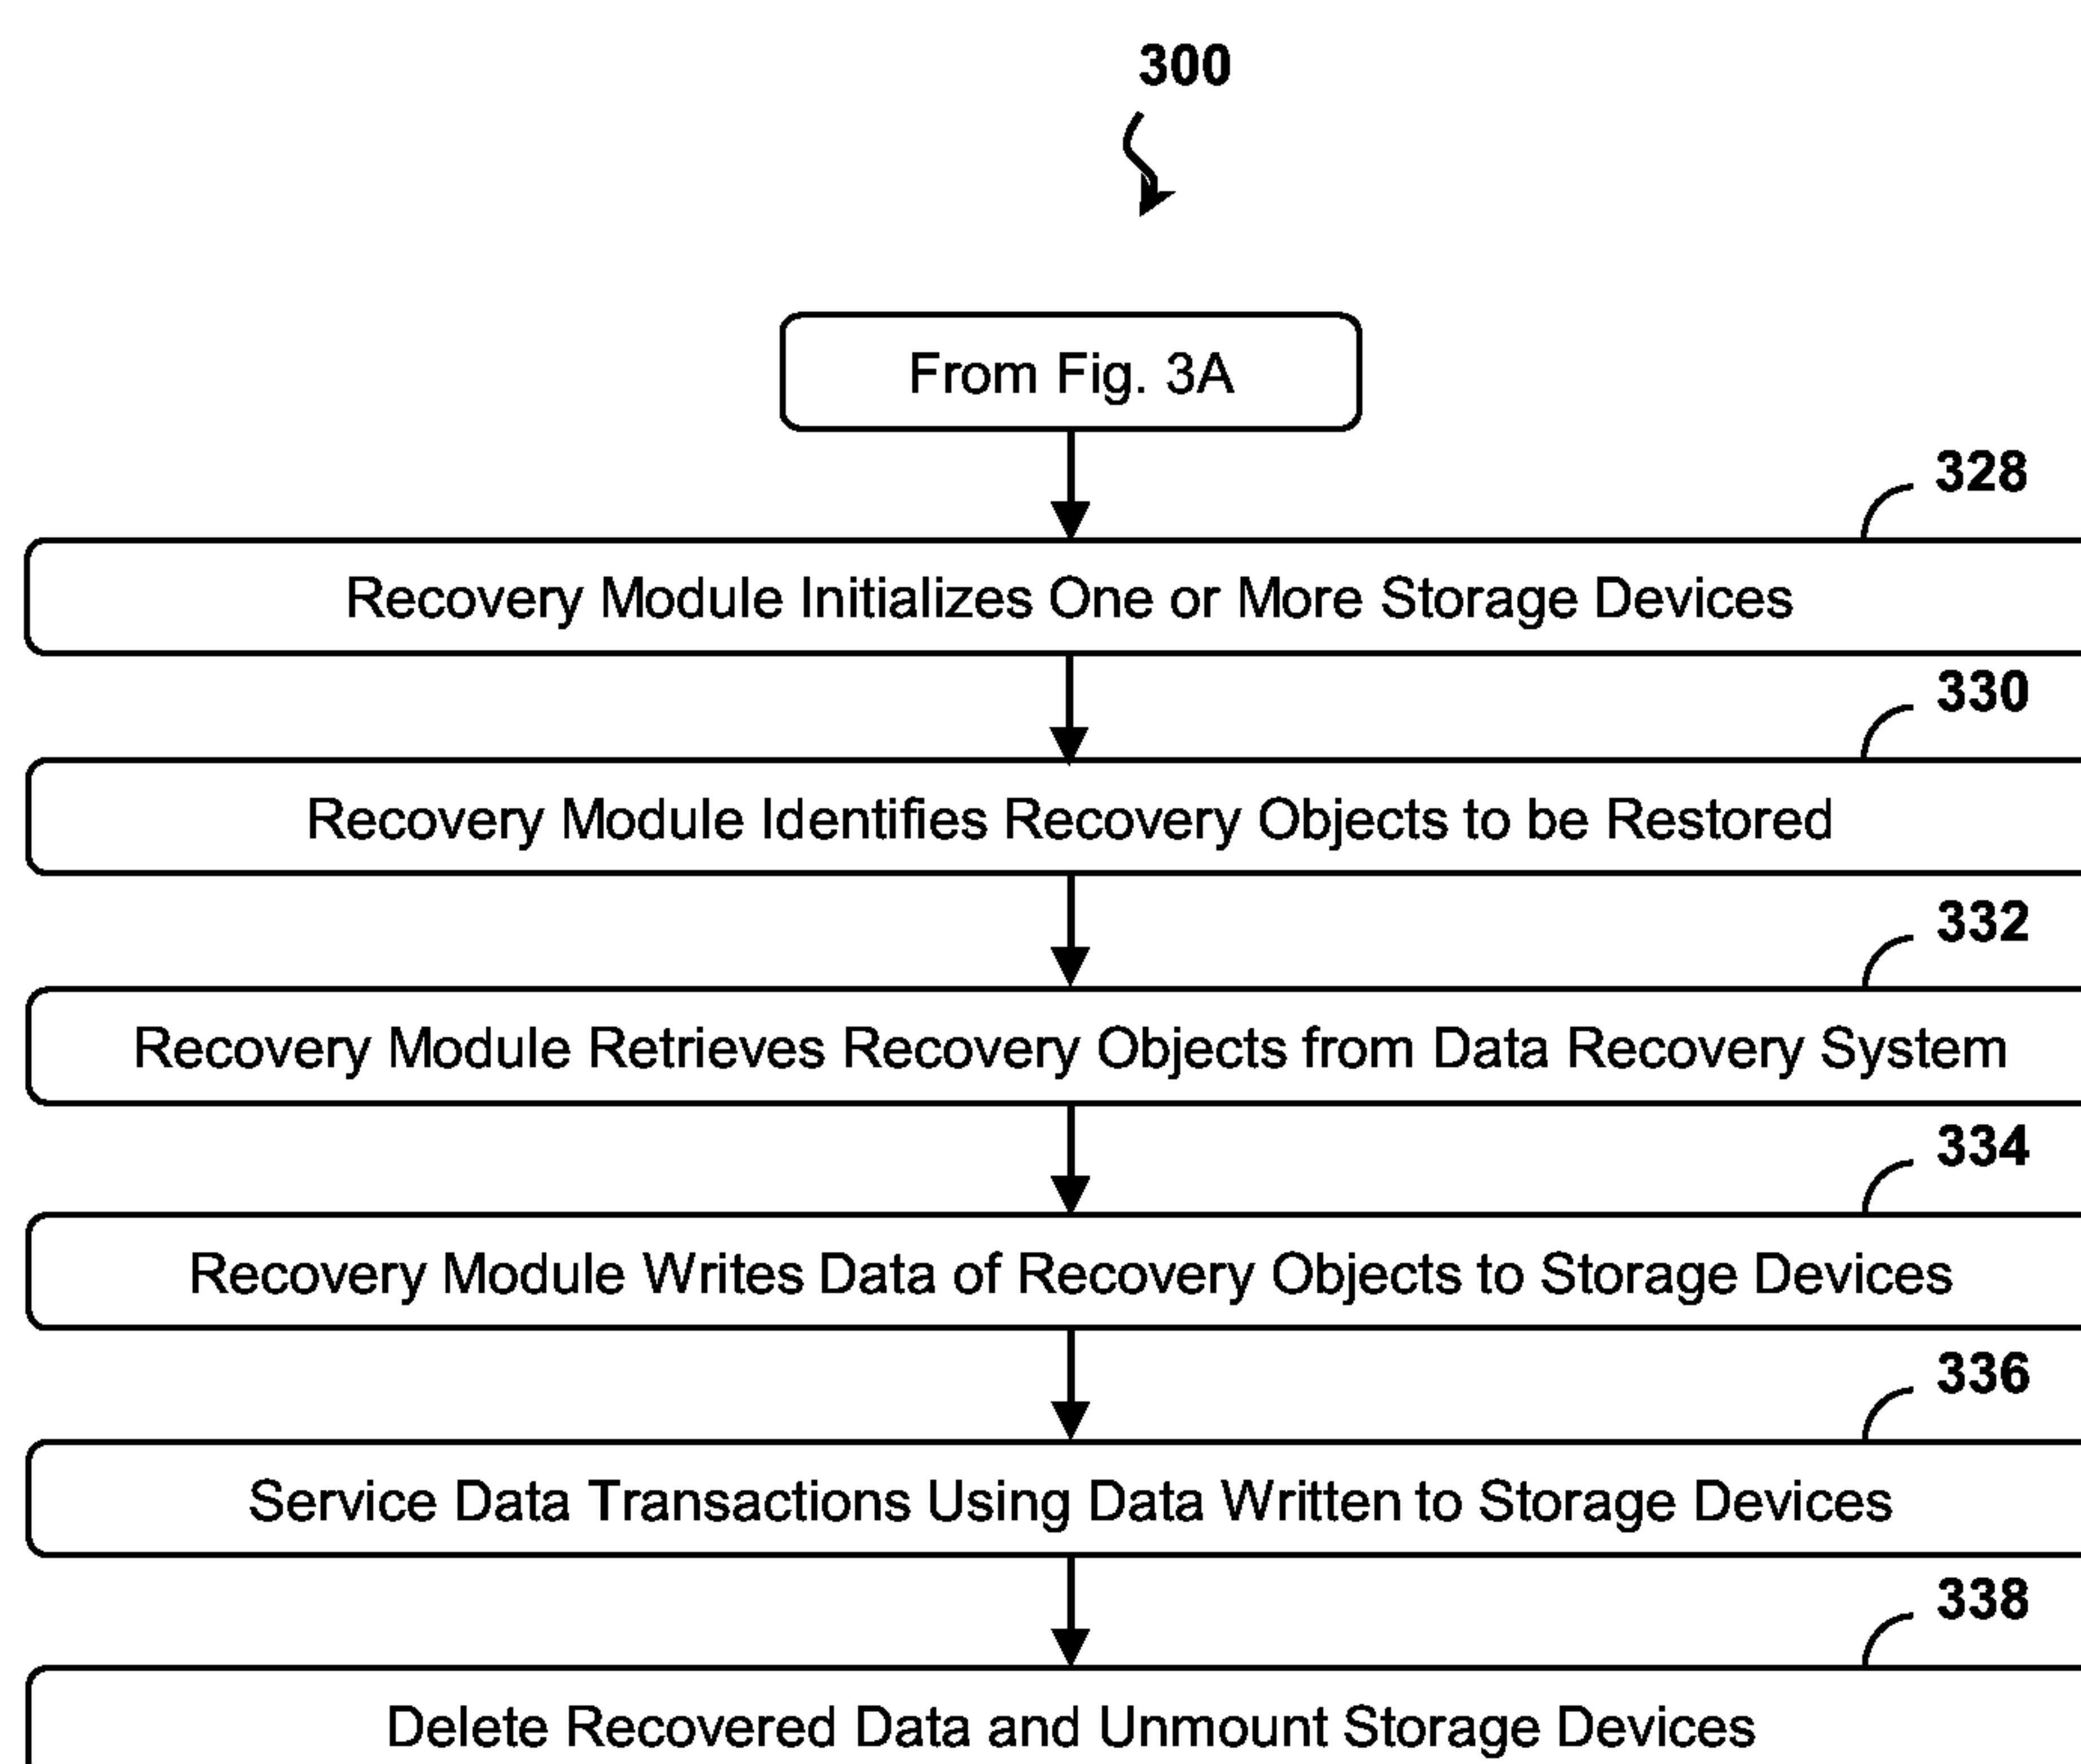 300
From Fig. 3A
328
Recovery Module Initializes One or More Storage Devices
330
Recovery Module Identifies Recovery Objects to be Restored
332
Recovery Module Retrieves Recovery Objects from Data Recovery System
334
Recovery Module Writes Data of Recovery Objects to Storage Devices
336
Service Data Transactions Using Data Written to Storage Devices
338
Delete Recovered Data and Unmount Storage Devices